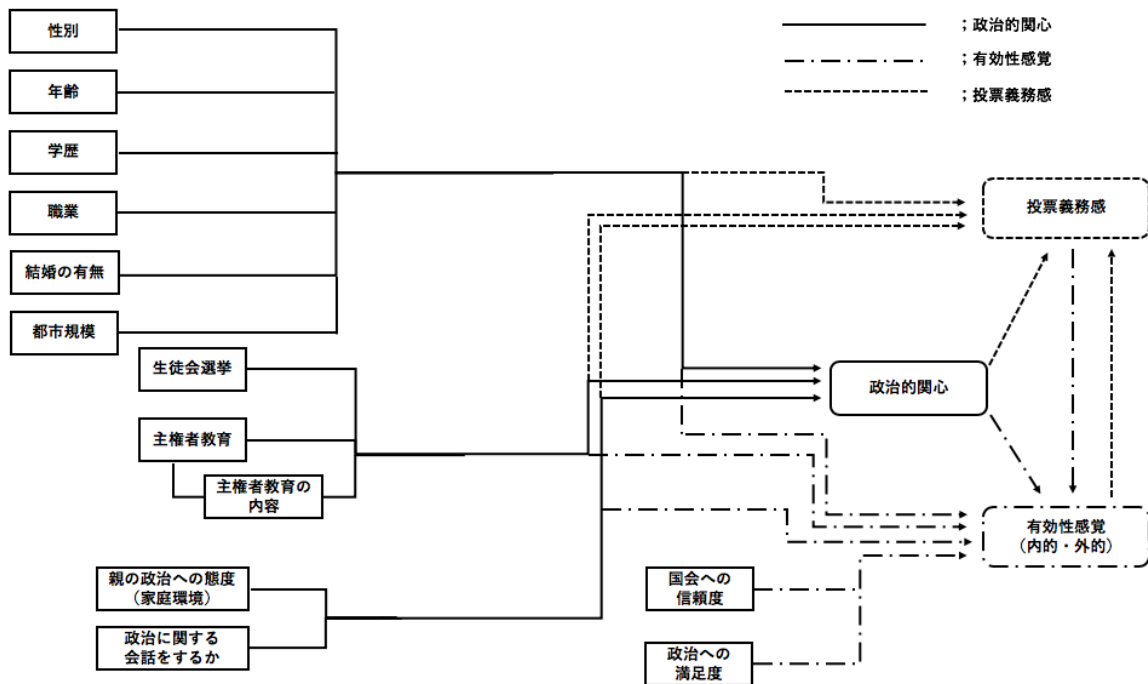 性別
年齢
学歴
職業
結婚の有無
都市規模
生徒会選挙
主権者教育
主権者教育の
内容
親の政治への態度
（家庭環境）
政治に関する
会話をするか
；政治的関心
；有効性感覚
；投票義務感
投票義務感
政治的関心
有効性感覚
（内的・外的）
国会への
信頼度
政治への
満足度